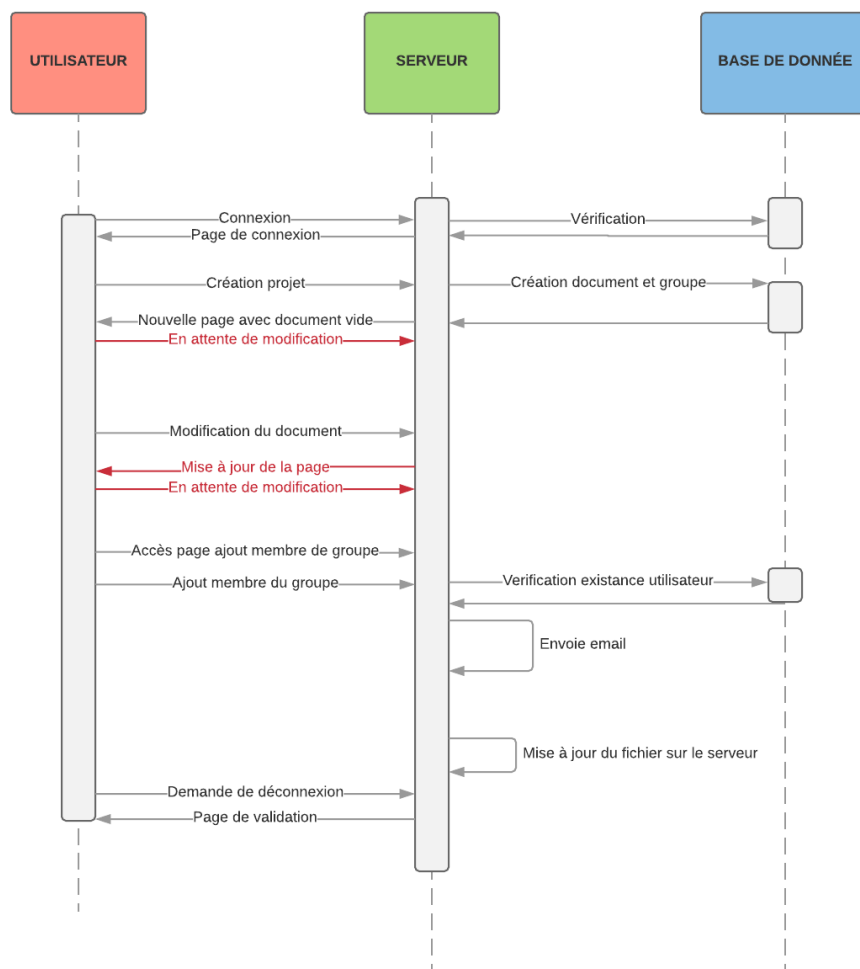 UTILISATEUR
SERVEUR
BASE DE DONNÉE
Connexion
Vérification
Page de connexion
Création projet
Création document et groupe
Nouvelle page avec document vide
En attente de modification
Modification du document
Mise à jour de la page
En attente de modification
Accès page ajout membre de groupe
Ajout membre du groupe
Verification existance utilisateur
Envoie email
Mise à jour du fichier sur le serveur
Demande de déconnexion
Page de validation